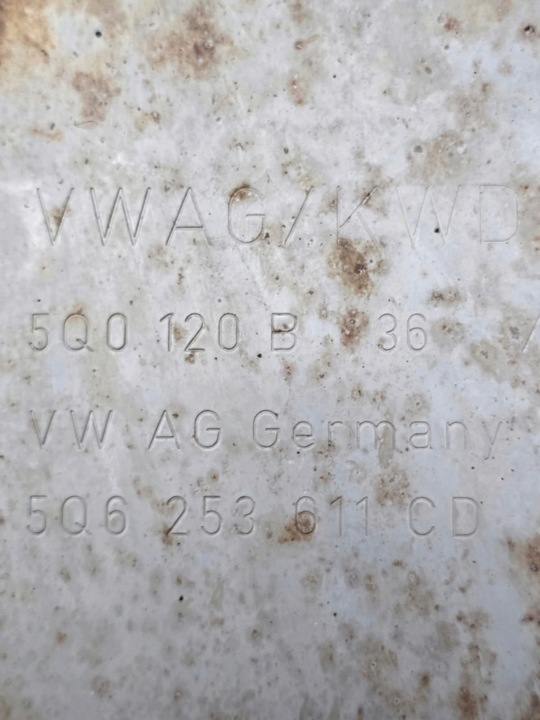 VWAG/KWD
5Q0 120 B 36 /
VW AG Germany
5Q6 253 611 CD